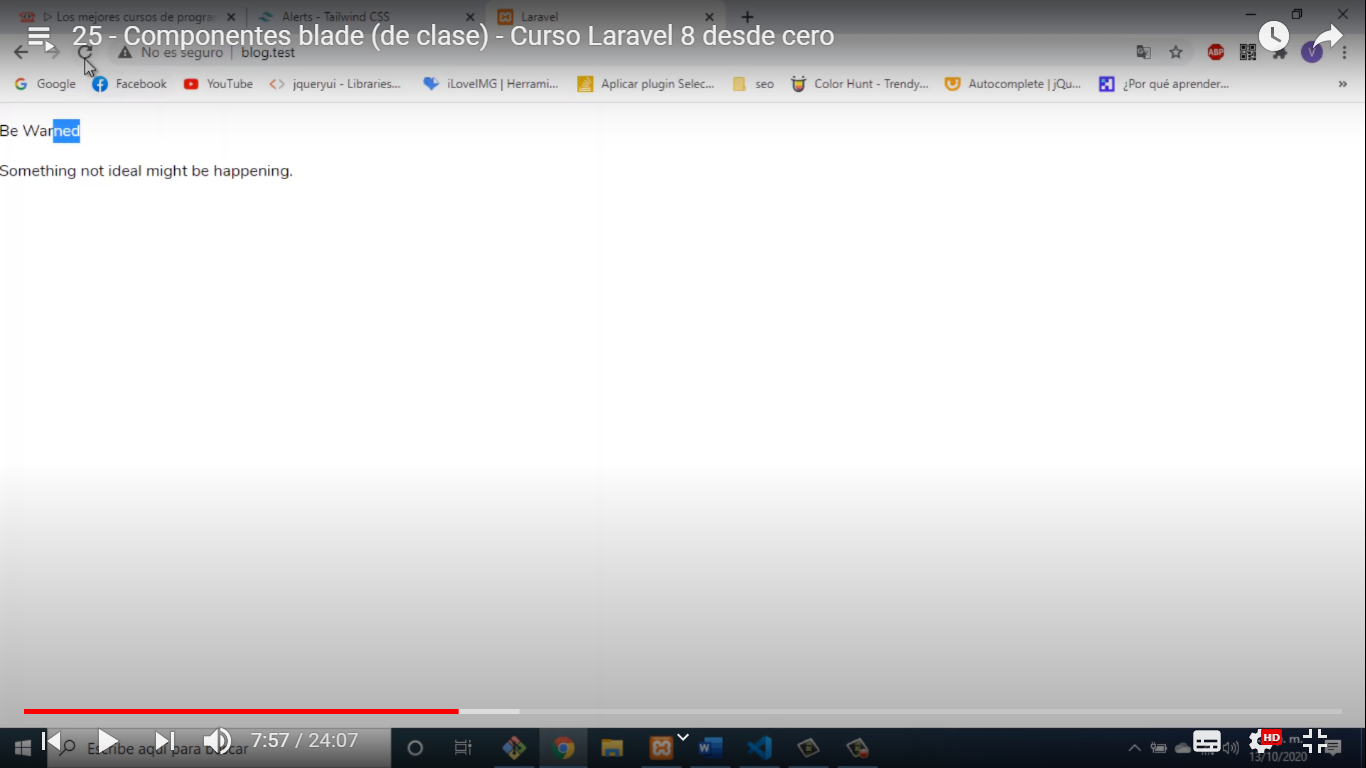 ▷ Los mejores cursos de progra
Alerts - Tailwind CSS
Laravel
25 - Componentes blade (de clase) - Curso Laravel 8 desde cero
No es seguro | blog.test
ABP
V
Google
Facebook
YouTube
jqueryui - Libraries...
iLoveIMG | Herrami...
Aplicar plugin Selec...
seo
Color Hunt - Trendy...
Autocomplete | jQu...
¿Por qué aprender...
»
Be Warned
Something not ideal might be happening.
7:57 / 24:07
Escribe aquí para buscar
HD
m.
13/10/2020